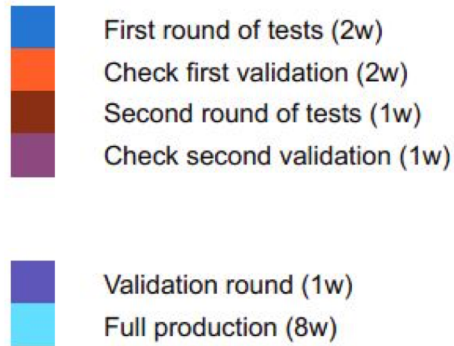 First round of tests (2w)
Check first validation (2w)
Second round of tests (1w)
Check second validation (1w)
Validation round (1w)
Full production (8w)